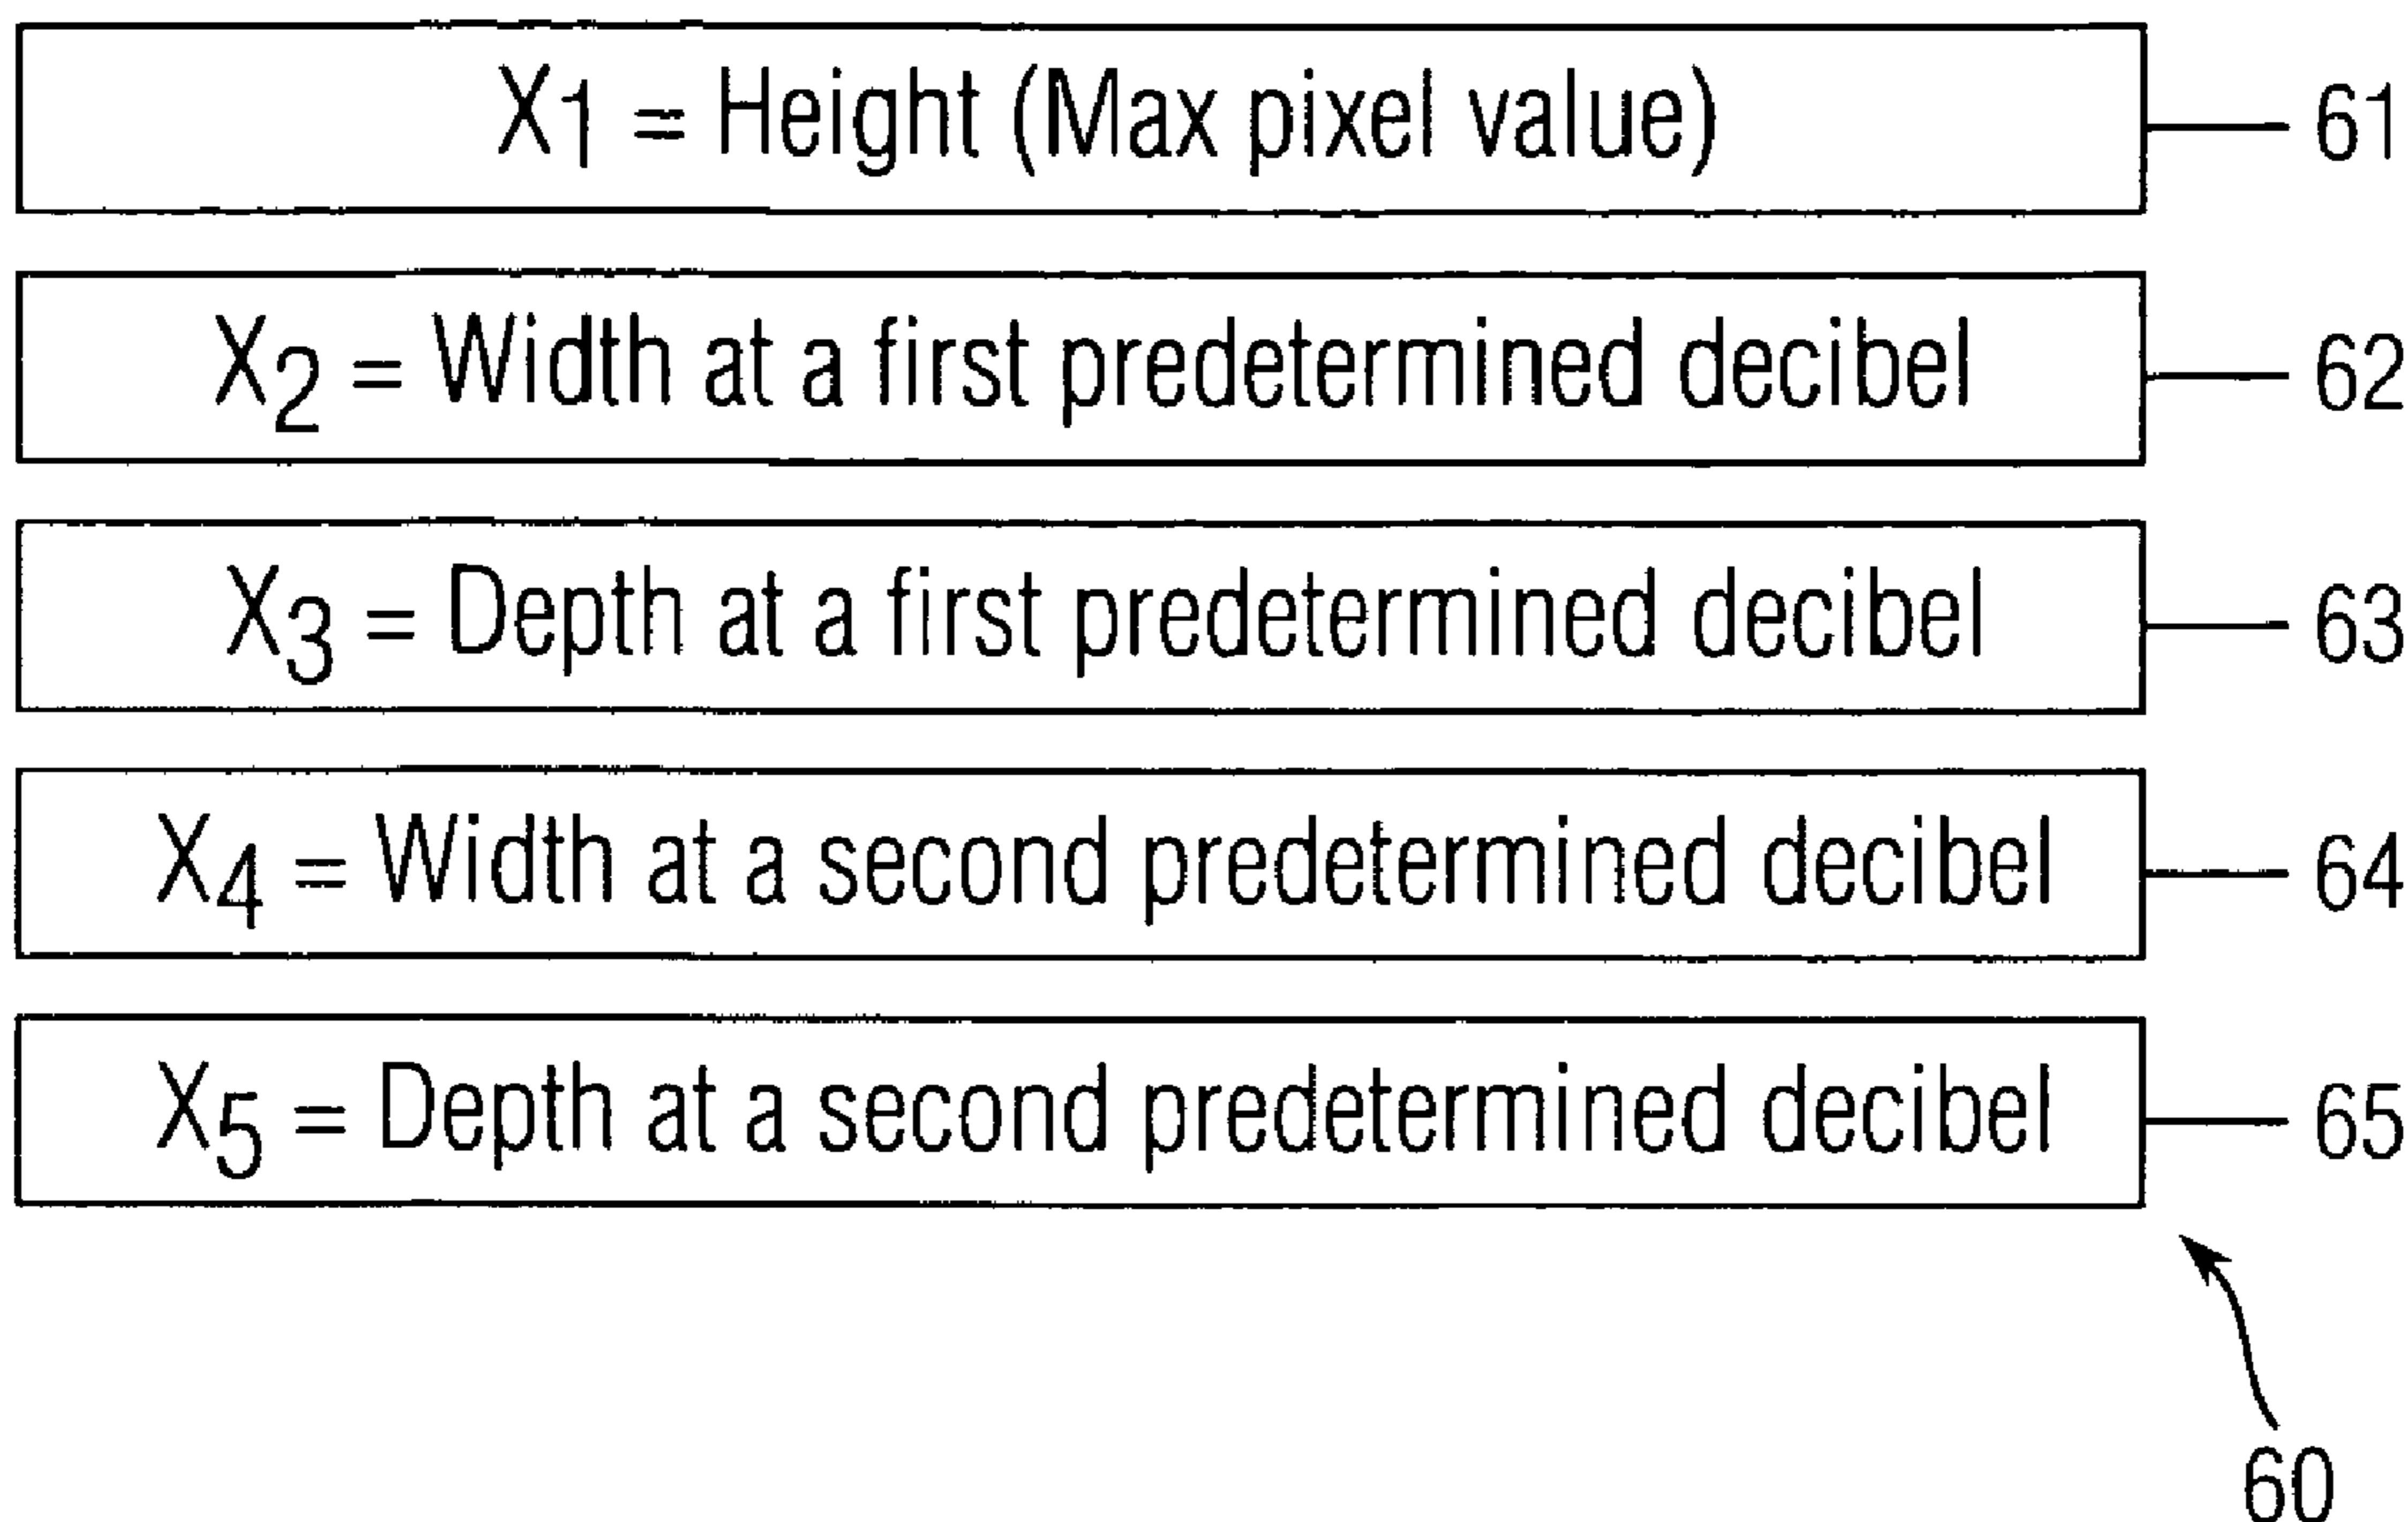 X1 = Height (Max pixel value) 61
X2 = Width at a first predetermined decibel 62
X3 = Depth at a first predetermined decibel 63
X4 = Width at a second predetermined decibel 64
X5 = Depth at a second predetermined decibel 65
60